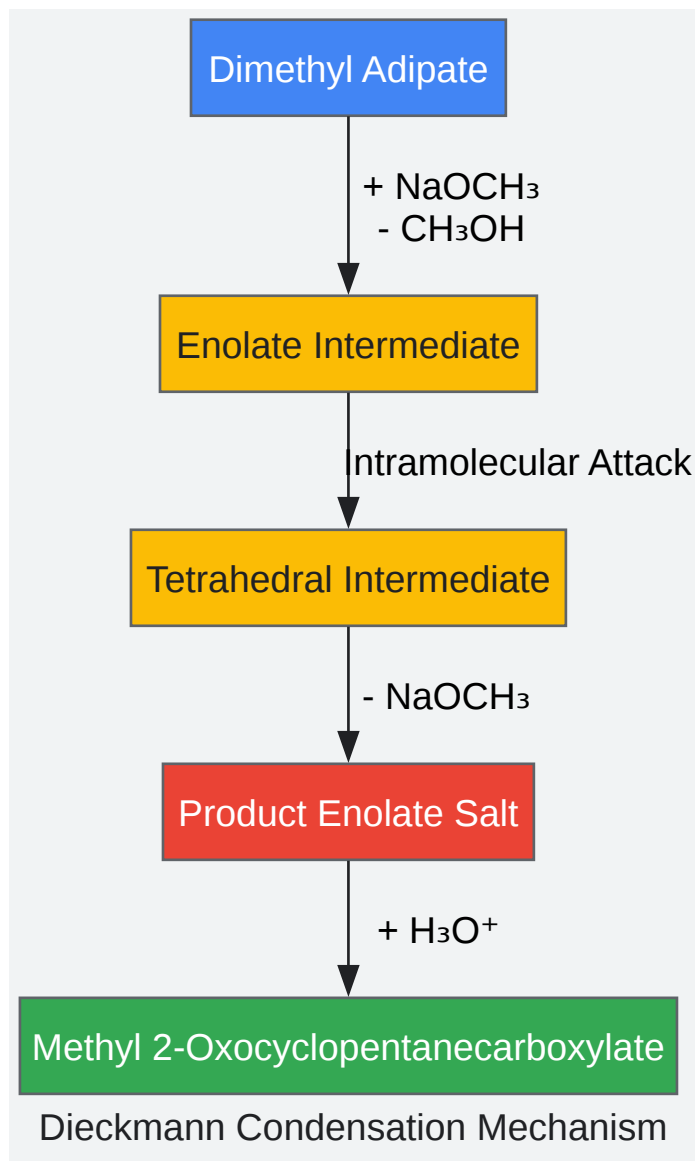 Dimethyl Adipate
+ NaOCH₃
- CH₃OH
Enolate Intermediate
Intramolecular Attack
Tetrahedral Intermediate
- NaOCH₃
Product Enolate Salt
+ H₃O⁺
Methyl 2-Oxocyclopentanecarboxylate
Dieckmann Condensation Mechanism